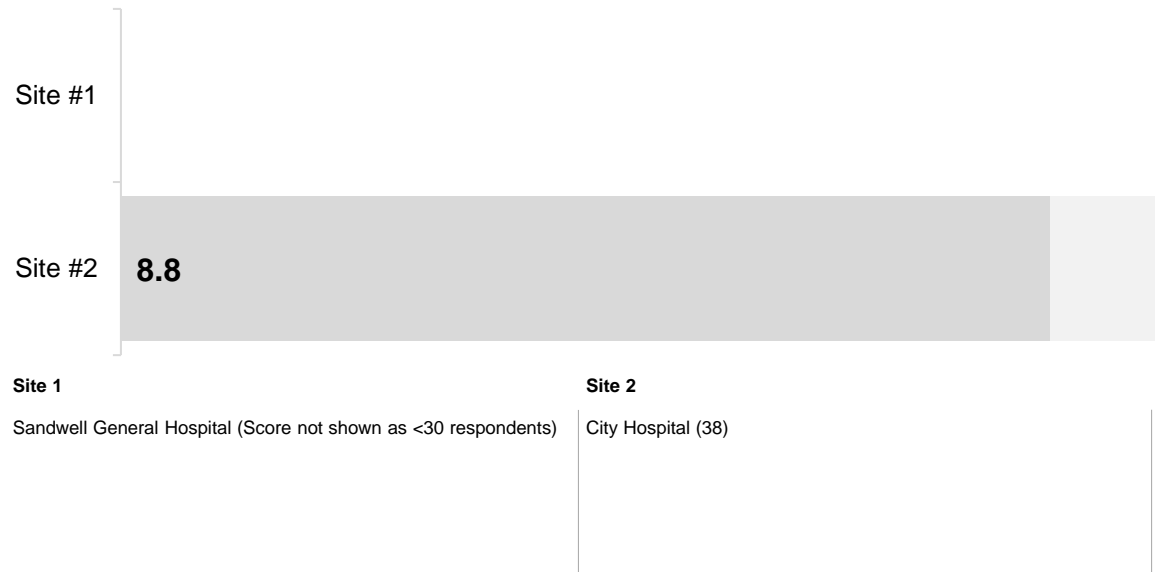 Site #1
Site #2
8.8
Site 1
Site 2
Sandwell General Hospital (Score not shown as <30 respondents)
City Hospital (38)